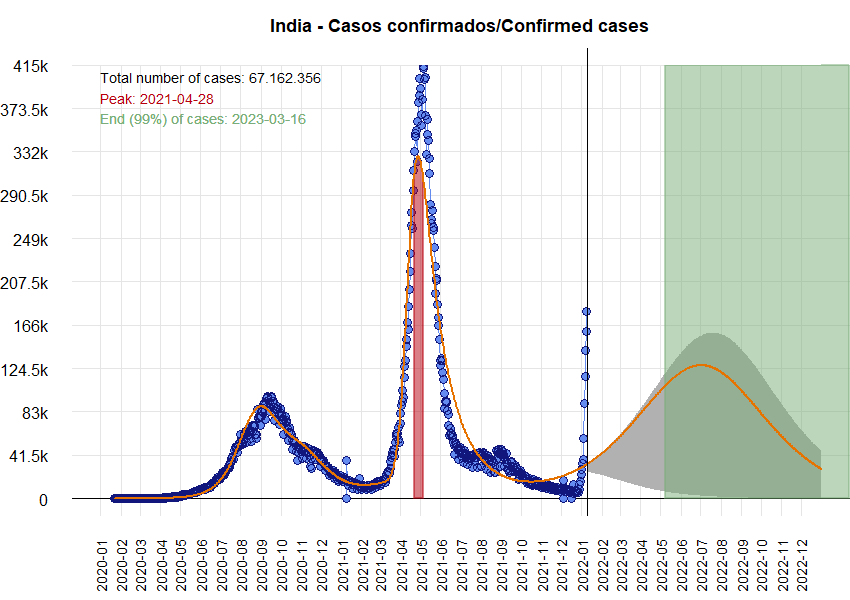 India - Casos confirmados/Confirmed cases
Total number of cases: 67.162.356
Peak: 2021-04-28
End (99%) of cases: 2023-03-16
415k
373.5k
332k
290.5k
249k
207.5k
166k
124.5k
83k
41.5k
0
2020-01
2020-02
2020-03
2020-04
2020-05
2020-06
2020-07
2020-08
2020-09
2020-10
2020-11
2020-12
2021-01
2021-02
2021-03
2021-04
2021-05
2021-06
2021-07
2021-08
2021-09
2021-10
2021-11
2021-12
2022-01
2022-02
2022-03
2022-04
2022-05
2022-06
2022-07
2022-08
2022-09
2022-10
2022-11
2022-12